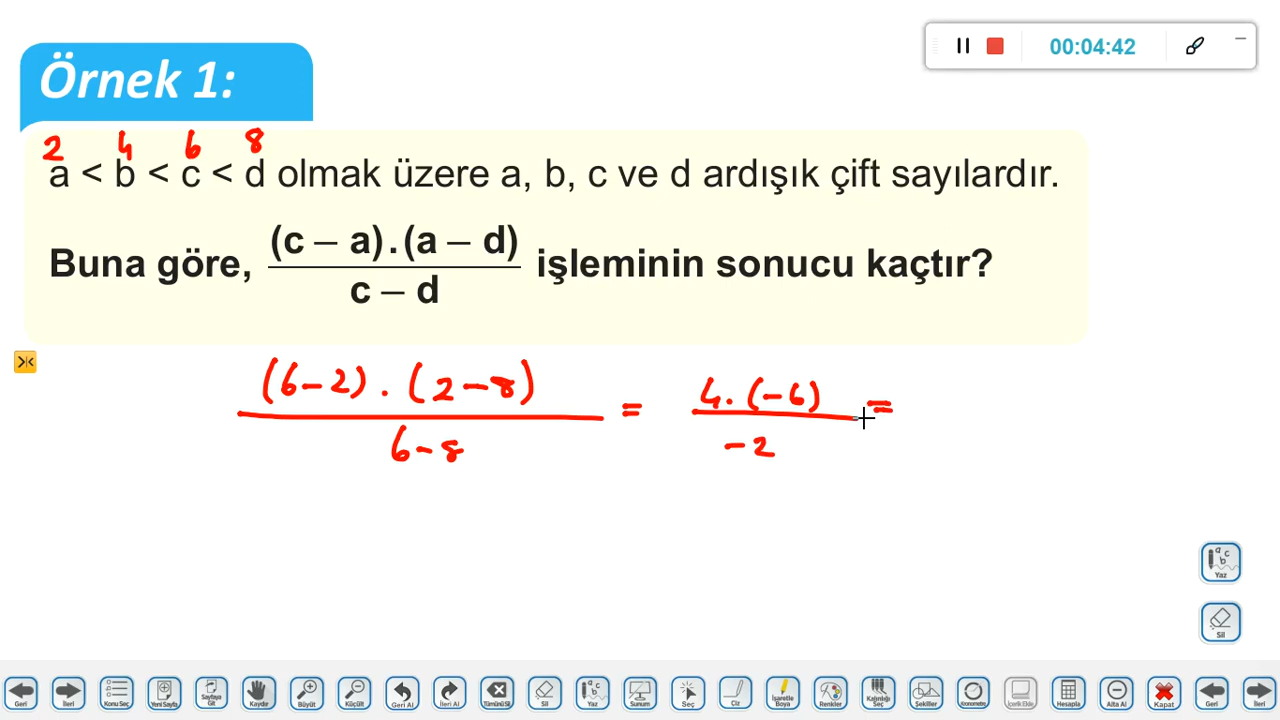 00:04:42
Örnek 1:
2 4 6 8
a < b < c < d olmak üzere a, b, c ve d ardışık çift sayılardır.
Buna göre, (c – a).(a – d) / c – d işleminin sonucu kaçtır?
(6-2) . (2-8) / 6-8 = 4.(-6) / -2 =
a b c
Yaz
Sil
Geri İleri Konu Seç Yeni Sayfa Sayfaya Git Kaydır Büyüt Küçült Geri Al İleri Al Tümünü Sil Sil Yaz Sunum Seç Çiz İşaretle Boya Renkler Kalınlığı Seç Şekiller Kronometre İçerik Ekle Hesapla Alta Al Kapat Geri İleri